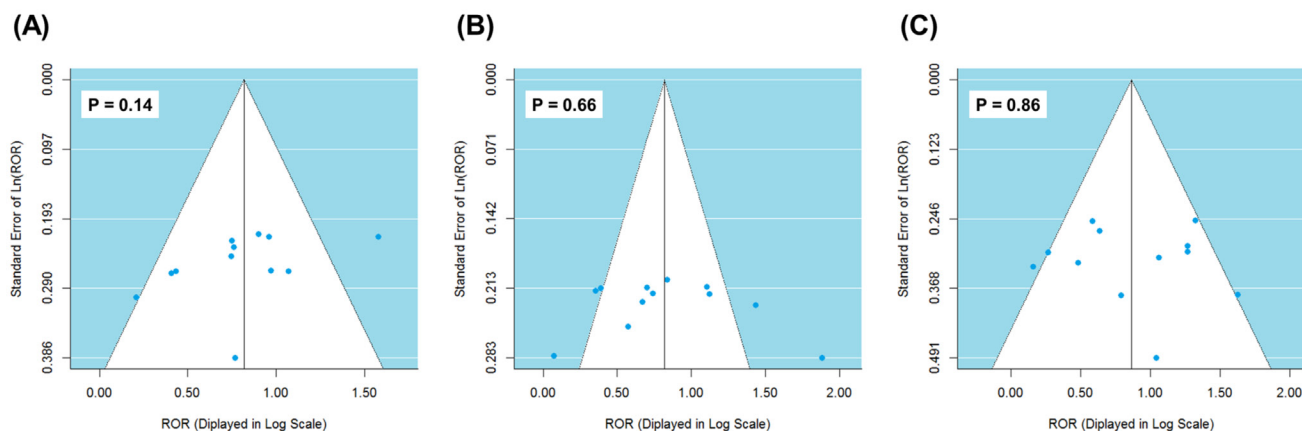 (A)
P = 0.14
Standard Error of Ln(ROR)
0.000
0.097
0.193
0.290
0.386
0.00 0.50 1.00 1.50
ROR (Diplayed in Log Scale)
(B)
P = 0.66
Standard Error of Ln(ROR)
0.000
0.071
0.142
0.213
0.283
0.00 0.50 1.00 1.50 2.00
ROR (Diplayed in Log Scale)
(C)
P = 0.86
Standard Error of Ln(ROR)
0.000
0.123
0.246
0.368
0.491
0.00 0.50 1.00 1.50 2.00
ROR (Diplayed in Log Scale)